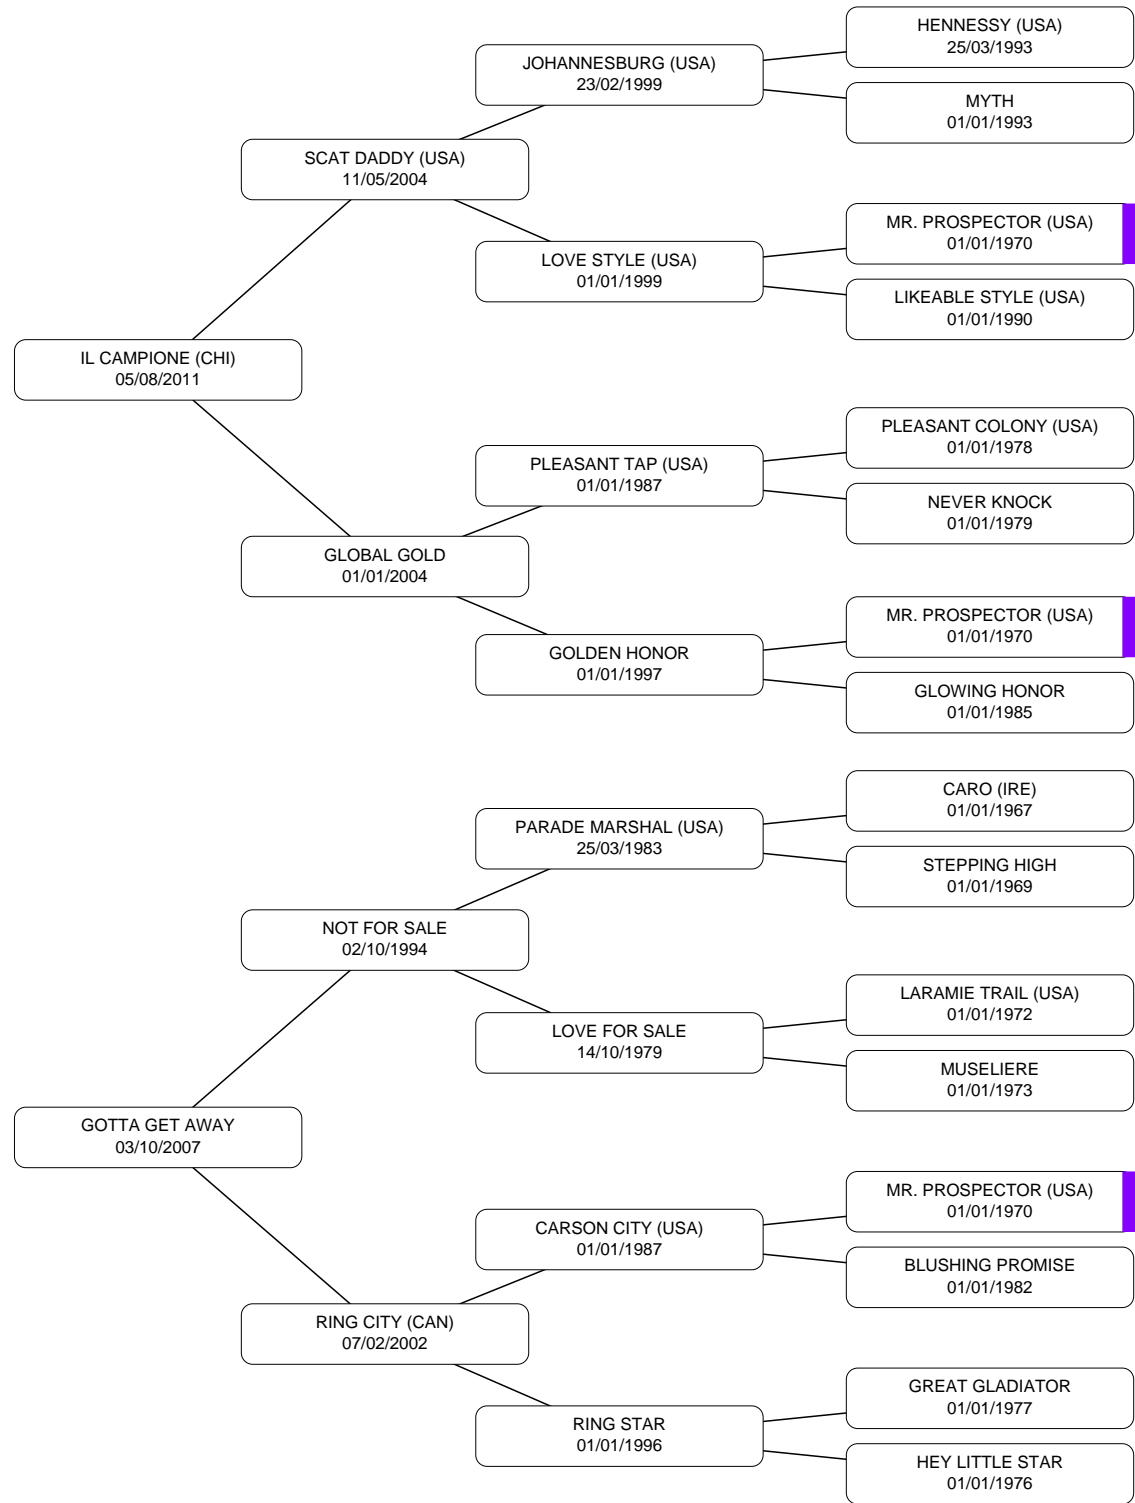 HENNESSY (USA)
25/03/1993
JOHANNESBURG (USA)
23/02/1999
MYTH
01/01/1993
SCAT DADDY (USA)
11/05/2004
MR. PROSPECTOR (USA)
01/01/1970
LOVE STYLE (USA)
01/01/1999
LIKEABLE STYLE (USA)
01/01/1990
IL CAMPIONE (CHI)
05/08/2011
PLEASANT COLONY (USA)
01/01/1978
PLEASANT TAP (USA)
01/01/1987
NEVER KNOCK
01/01/1979
GLOBAL GOLD
01/01/2004
MR. PROSPECTOR (USA)
01/01/1970
GOLDEN HONOR
01/01/1997
GLOWING HONOR
01/01/1985
CARO (IRE)
01/01/1967
PARADE MARSHAL (USA)
25/03/1983
STEPPING HIGH
01/01/1969
NOT FOR SALE
02/10/1994
LARAMIE TRAIL (USA)
01/01/1972
LOVE FOR SALE
14/10/1979
MUSELIERE
01/01/1973
GOTTA GET AWAY
03/10/2007
MR. PROSPECTOR (USA)
01/01/1970
CARSON CITY (USA)
01/01/1987
BLUSHING PROMISE
01/01/1982
RING CITY (CAN)
07/02/2002
GREAT GLADIATOR
01/01/1977
RING STAR
01/01/1996
HEY LITTLE STAR
01/01/1976